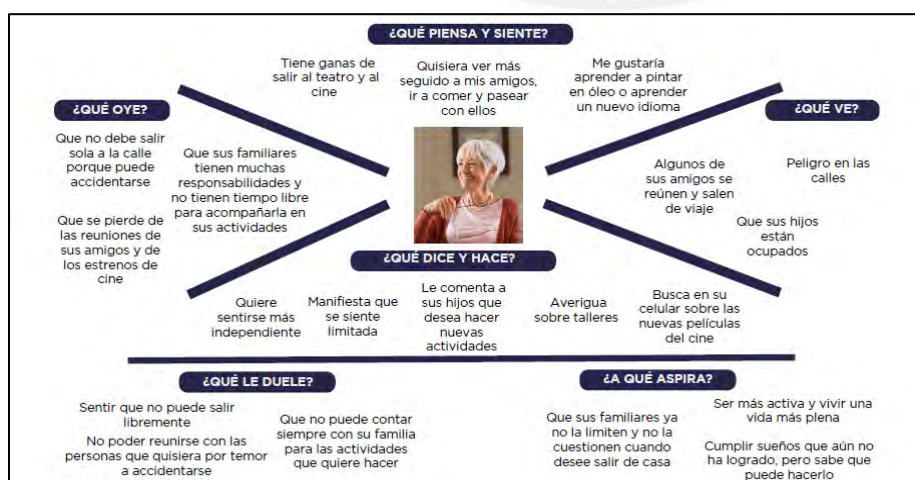 ¿QUÉ PIENSA Y SIENTE?
Tiene ganas de
salir al teatro y al
cine
Quisiera ver más
seguido a mis amigos,
ir a comer y pasear
con ellos
Me gustaría
aprender a pintar
en óleo o aprender
un nuevo idioma
¿QUÉ OYE?
Que no debe salir
sola a la calle
porque puede
accidentarse
Que sus familiares
tienen muchas
responsabilidades y
no tienen tiempo libre
para acompañarla en
sus actividades
Que se pierde de
las reuniones de
sus amigos y de
los estrenos de
cine
¿QUÉ VE?
Algunos de
sus amigos se
reúnen y salen
de viaje
Peligro en las
calles
Que sus hijos
están
ocupados
¿QUÉ DICE Y HACE?
Quiere
sentirse más
independiente
Manifiesta que
se siente
limitada
Le comenta a
sus hijos que
desea hacer
nuevas
actividades
Averigua
sobre talleres
Busca en su
celular sobre las
nuevas películas
del cine
¿QUÉ LE DUELE?
Sentir que no puede salir
libremente
No poder reunirse con las
personas que quisiera por temor
a accidentarse
Que no puede contar
siempre con su familia
para las actividades
que quiere hacer
¿A QUÉ ASPIRA?
Que sus familiares ya
no la limiten y no la
cuestionen cuando
desee salir de casa
Ser más activa y vivir una
vida más plena
Cumplir sueños que aún no
ha logrado, pero sabe que
puede hacerlo